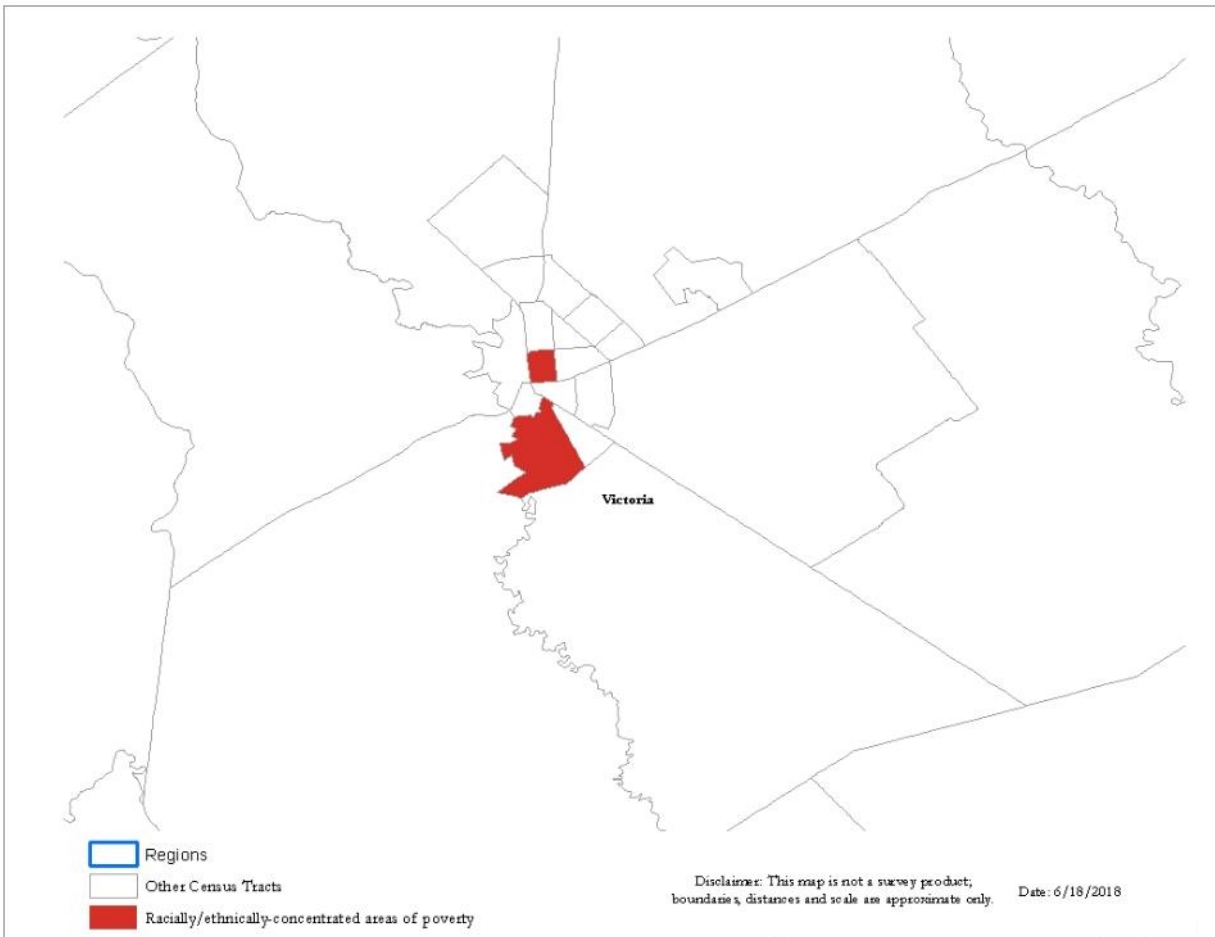 Victoria
Regions
Other Census Tracts
Racially/ethnically-concentrated areas of poverty
Disclaimer: This map is not a survey product;
boundaries, distances and scale are approximate only.
Date: 6/18/2018